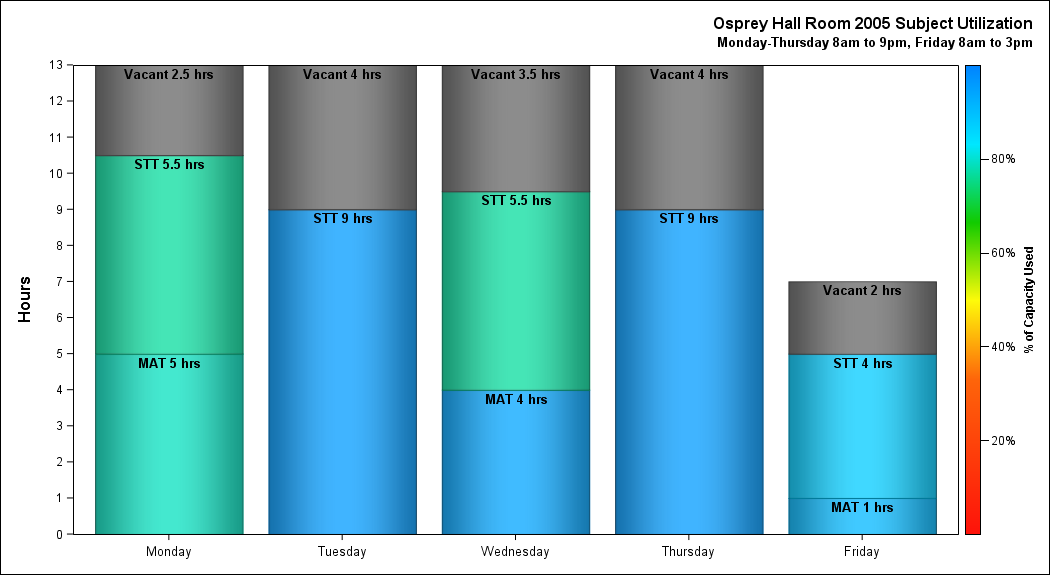 Osprey Hall Room 2005 Subject Utilization
Monday-Thursday 8am to 9pm, Friday 8am to 3pm
Hours
13
12
11
10
9
8
7
6
5
4
3
2
1
0
Vacant 2.5 hrs
STT 5.5 hrs
MAT 5 hrs
Vacant 4 hrs
STT 9 hrs
Vacant 3.5 hrs
STT 5.5 hrs
MAT 4 hrs
Vacant 4 hrs
STT 9 hrs
Vacant 2 hrs
STT 4 hrs
MAT 1 hrs
Monday
Tuesday
Wednesday
Thursday
Friday
80%
60%
40%
20%
% of Capacity Used